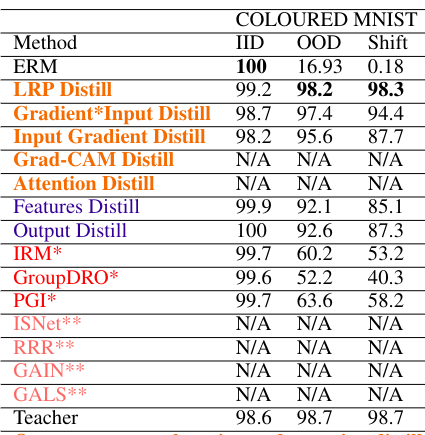 COLOURED MNIST
Method IID OOD Shift
ERM 100 16.93 0.18
LRP Distill 99.2 98.2 98.3
Gradient*Input Distill 98.7 97.4 94.4
Input Gradient Distill 98.2 95.6 87.7
Grad-CAM Distill N/A N/A N/A
Attention Distill N/A N/A N/A
Features Distill 99.9 92.1 85.1
Output Distill 100 92.6 87.3
IRM* 99.7 60.2 53.2
GroupDRO* 99.6 52.2 40.3
PGI* 99.7 63.6 58.2
ISNet** N/A N/A N/A
RRR** N/A N/A N/A
GAIN** N/A N/A N/A
GALS** N/A N/A N/A
Teacher 98.6 98.7 98.7